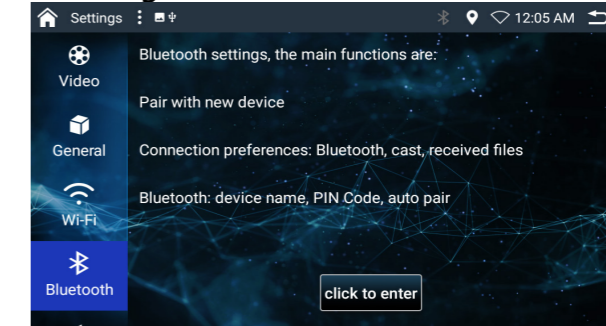 Settings
12:05 AM
Video
General
Wi-Fi
Bluetooth
Bluetooth settings, the main functions are:
Pair with new device
Connection preferences: Bluetooth, cast, received files
Bluetooth: device name, PIN Code, auto pair
click to enter